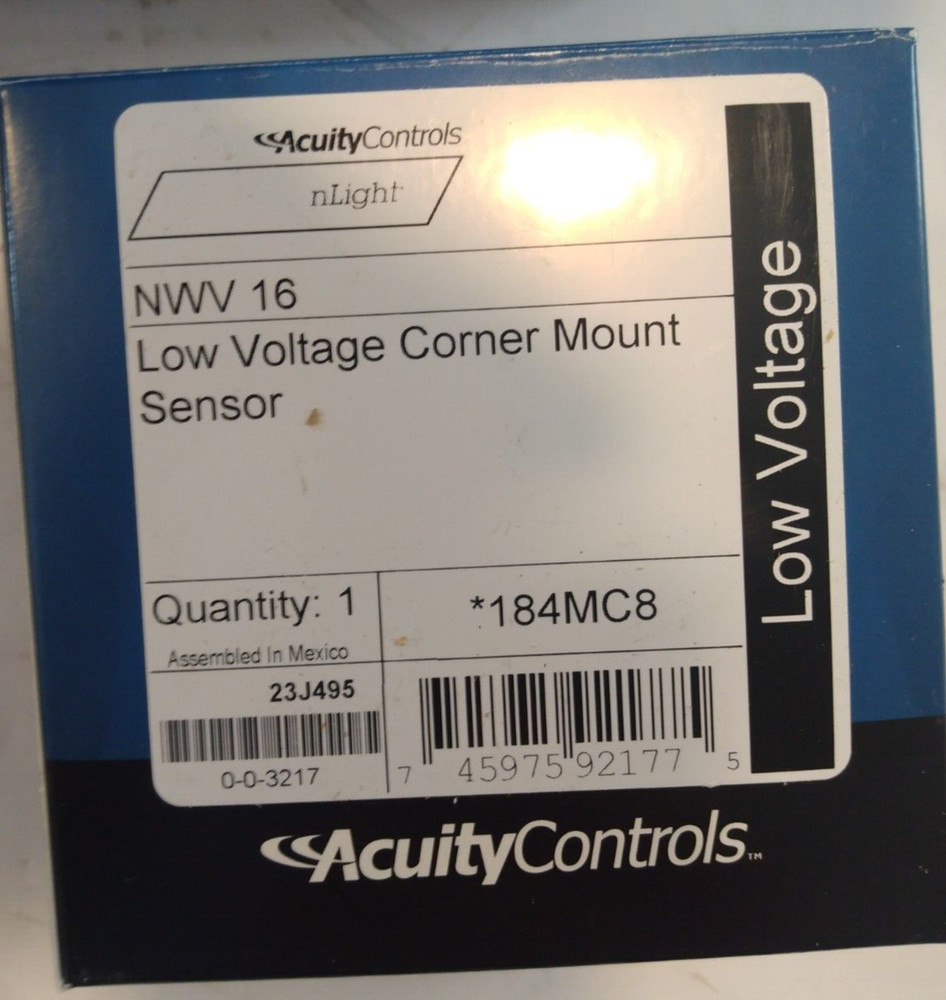 AcuityControls
nLight
NWV 16
Low Voltage Corner Mount
Sensor
Low Voltage
Quantity: 1
Assembled In Mexico
*184MC8
23J495
0-0-3217
7 45975 92177 5
AcuityControls™